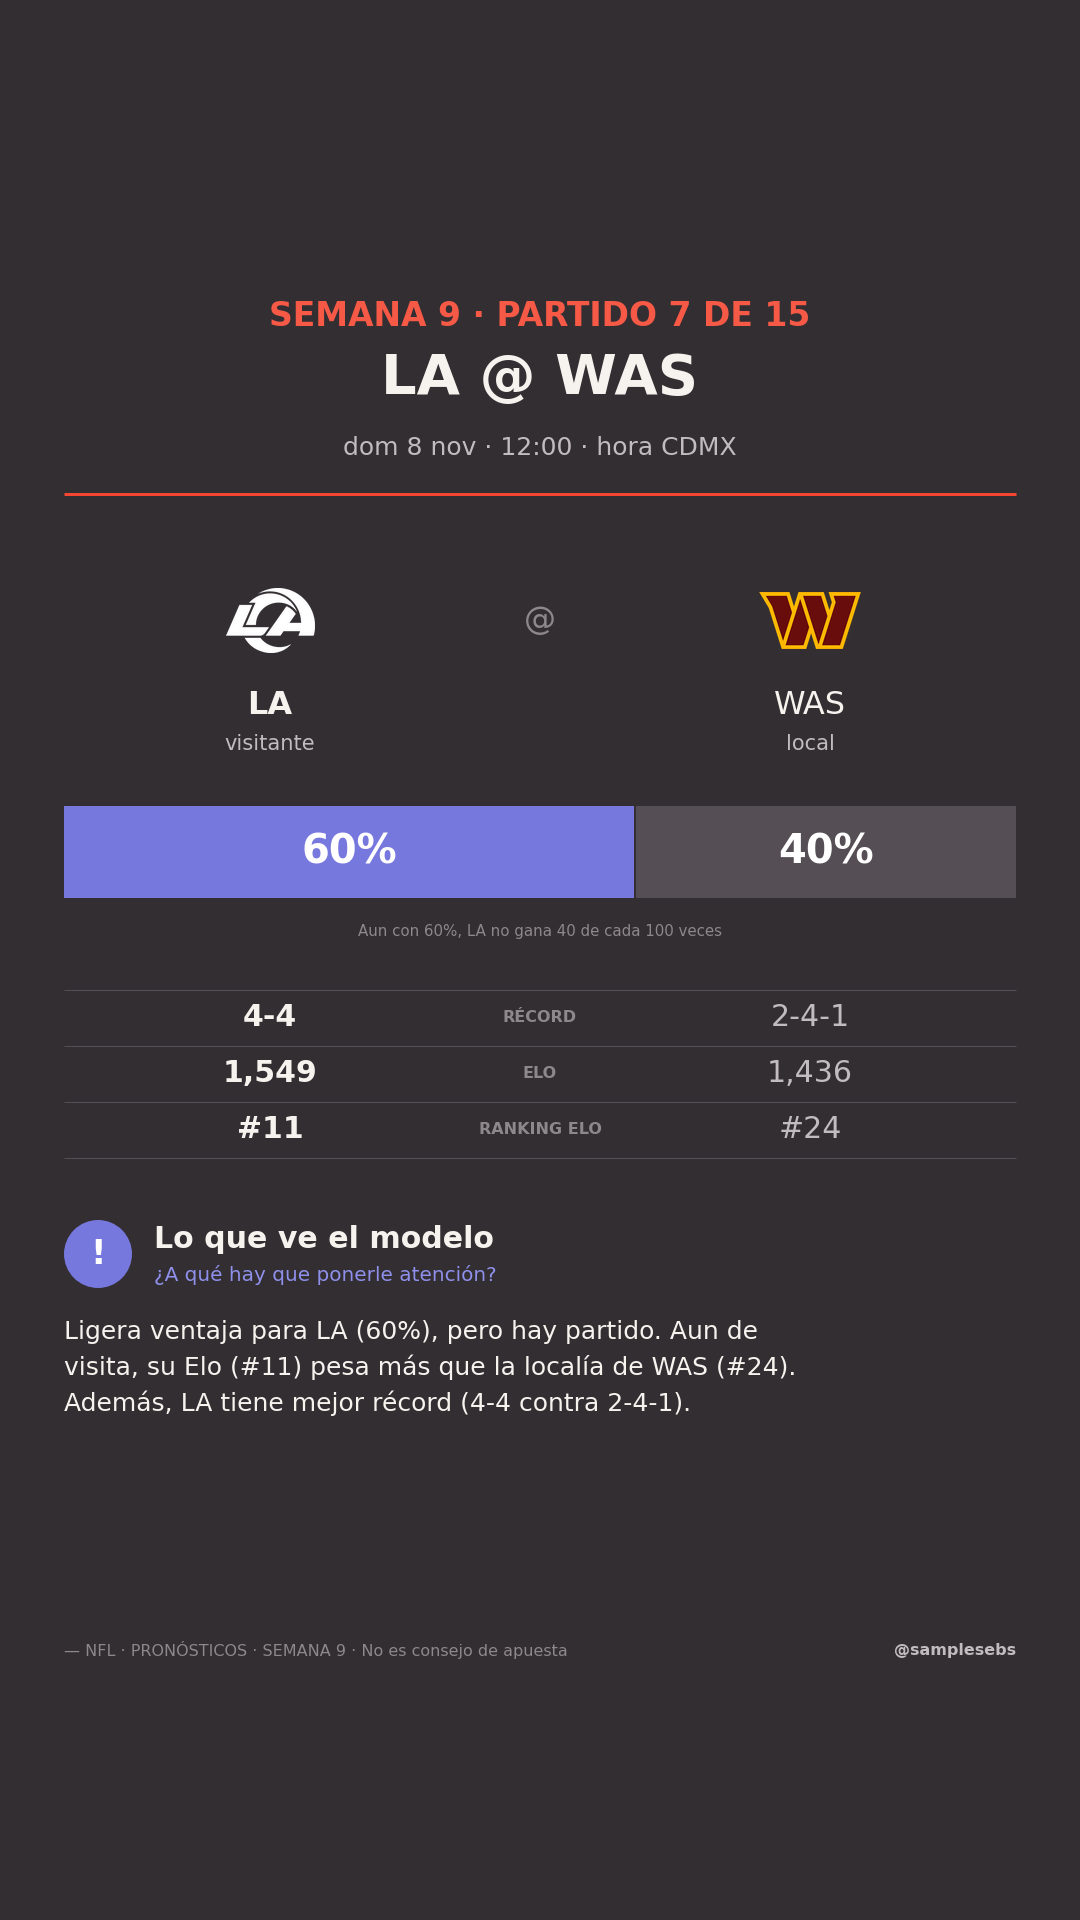 SEMANA 9 · PARTIDO 7 DE 15
LA @ WAS
dom 8 nov · 12:00 · hora CDMX
LA
@
W
LA
WAS
visitante
local
60%
40%
Aun con 60%, LA no gana 40 de cada 100 veces
4-4
RÉCORD
2-4-1
1,549
ELO
1,436
#11
RANKING ELO
#24
!
Lo que ve el modelo
¿A qué hay que ponerle atención?
Ligera ventaja para LA (60%), pero hay partido. Aun de
visita, su Elo (#11) pesa más que la localía de WAS (#24).
Además, LA tiene mejor récord (4-4 contra 2-4-1).
— NFL · PRONÓSTICOS · SEMANA 9 · No es consejo de apuesta
@samplesebs